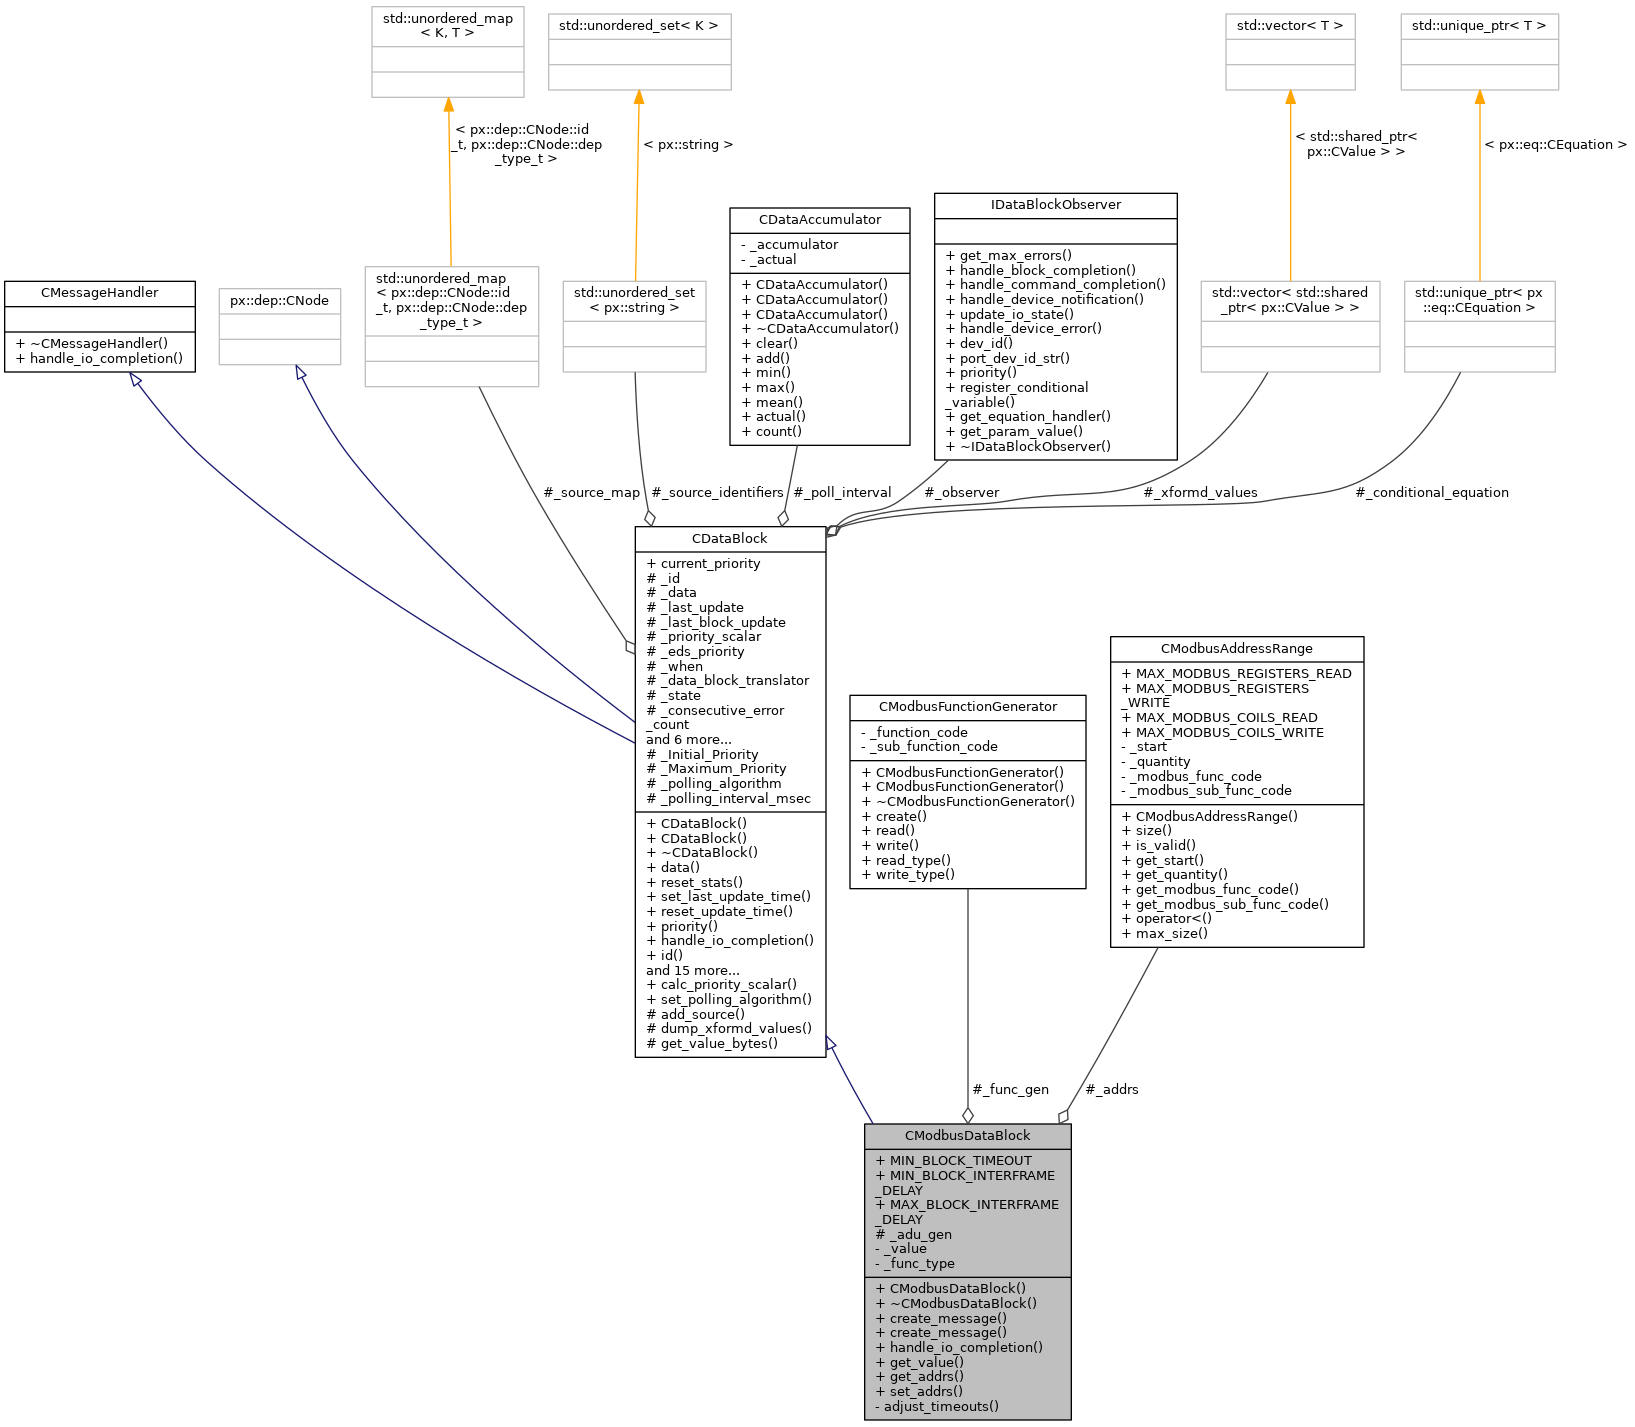 std::unordered_map
< K, T >
std::unordered_set< K >
std::vector< T >
std::unique_ptr< T >
< px::dep::CNode::id
_t, px::dep::CNode::dep
_type_t >
< px::string >
< std::shared_ptr<
px::CValue > >
< px::eq::CEquation >
CMessageHandler
+ ~CMessageHandler()
+ handle_io_completion()
px::dep::CNode
std::unordered_map
< px::dep::CNode::id
_t, px::dep::CNode::dep
_type_t >
std::unordered_set
< px::string >
CDataAccumulator
- _accumulator
- _actual
+ CDataAccumulator()
+ CDataAccumulator()
+ CDataAccumulator()
+ ~CDataAccumulator()
+ clear()
+ add()
+ min()
+ max()
+ mean()
+ actual()
+ count()
IDataBlockObserver
+ get_max_errors()
+ handle_block_completion()
+ handle_command_completion()
+ handle_device_notification()
+ update_io_state()
+ handle_device_error()
+ dev_id()
+ port_dev_id_str()
+ priority()
+ register_conditional
_variable()
+ get_equation_handler()
+ get_param_value()
+ ~IDataBlockObserver()
std::vector< std::shared
_ptr< px::CValue > >
std::unique_ptr< px
::eq::CEquation >
#_source_map
#_source_identifiers
#_poll_interval
#_observer
#_xformd_values
#_conditional_equation
CDataBlock
+ current_priority
# _id
# _data
# _last_update
# _last_block_update
# _priority_scalar
# _eds_priority
# _when
# _data_block_translator
# _state
# _consecutive_error
_count
and 6 more...
# _Initial_Priority
# _Maximum_Priority
# _polling_algorithm
# _polling_interval_msec
+ CDataBlock()
+ CDataBlock()
+ ~CDataBlock()
+ data()
+ reset_stats()
+ set_last_update_time()
+ reset_update_time()
+ priority()
+ handle_io_completion()
+ id()
and 15 more...
+ calc_priority_scalar()
+ set_polling_algorithm()
# add_source()
# dump_xformd_values()
# get_value_bytes()
CModbusFunctionGenerator
- _function_code
- _sub_function_code
+ CModbusFunctionGenerator()
+ CModbusFunctionGenerator()
+ ~CModbusFunctionGenerator()
+ create()
+ read()
+ write()
+ read_type()
+ write_type()
CModbusAddressRange
+ MAX_MODBUS_REGISTERS_READ
+ MAX_MODBUS_REGISTERS
_WRITE
+ MAX_MODBUS_COILS_READ
+ MAX_MODBUS_COILS_WRITE
- _start
- _quantity
- _modbus_func_code
- _modbus_sub_func_code
+ CModbusAddressRange()
+ size()
+ is_valid()
+ get_start()
+ get_quantity()
+ get_modbus_func_code()
+ get_modbus_sub_func_code()
+ operator<()
+ max_size()
#_func_gen
#_addrs
CModbusDataBlock
+ MIN_BLOCK_TIMEOUT
+ MIN_BLOCK_INTERFRAME
_DELAY
+ MAX_BLOCK_INTERFRAME
_DELAY
# _adu_gen
- _value
- _func_type
+ CModbusDataBlock()
+ ~CModbusDataBlock()
+ create_message()
+ create_message()
+ handle_io_completion()
+ get_value()
+ get_addrs()
+ set_addrs()
- adjust_timeouts()